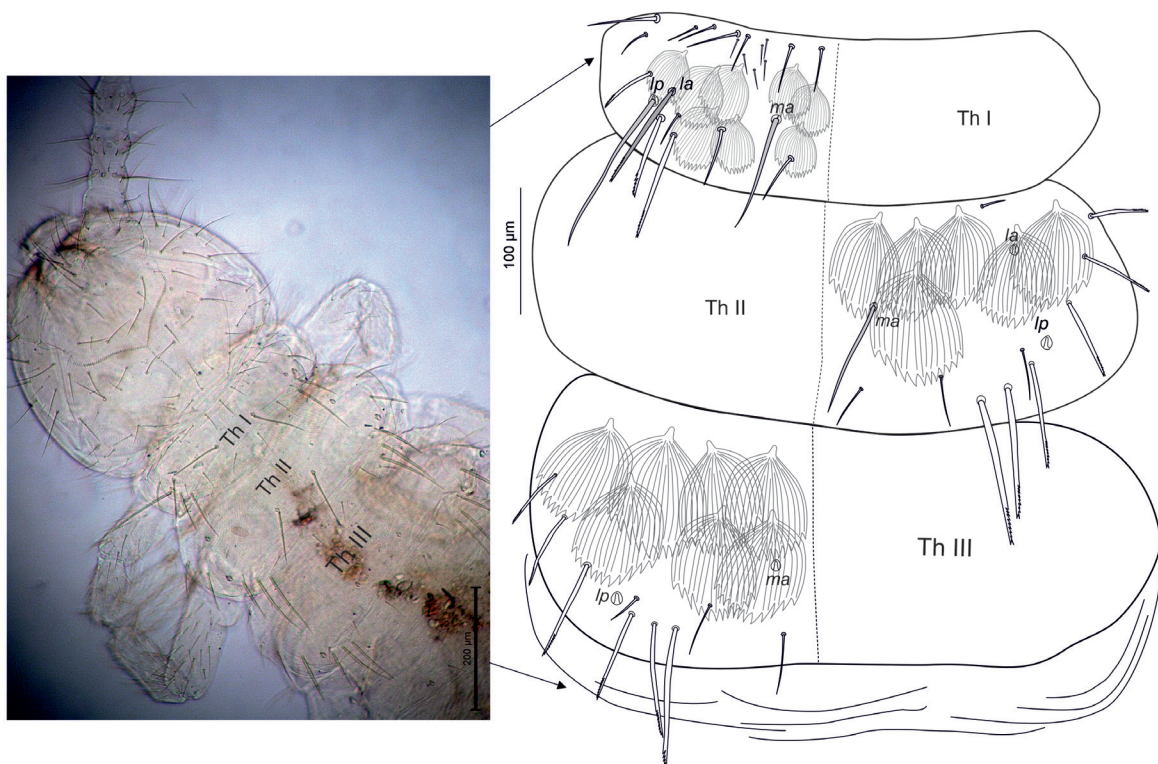 Th I
Th II
Th III
200 µm
100 µm
lp
la
ma
Th I
Th II
la
ma
lp
Th III
lp
ma